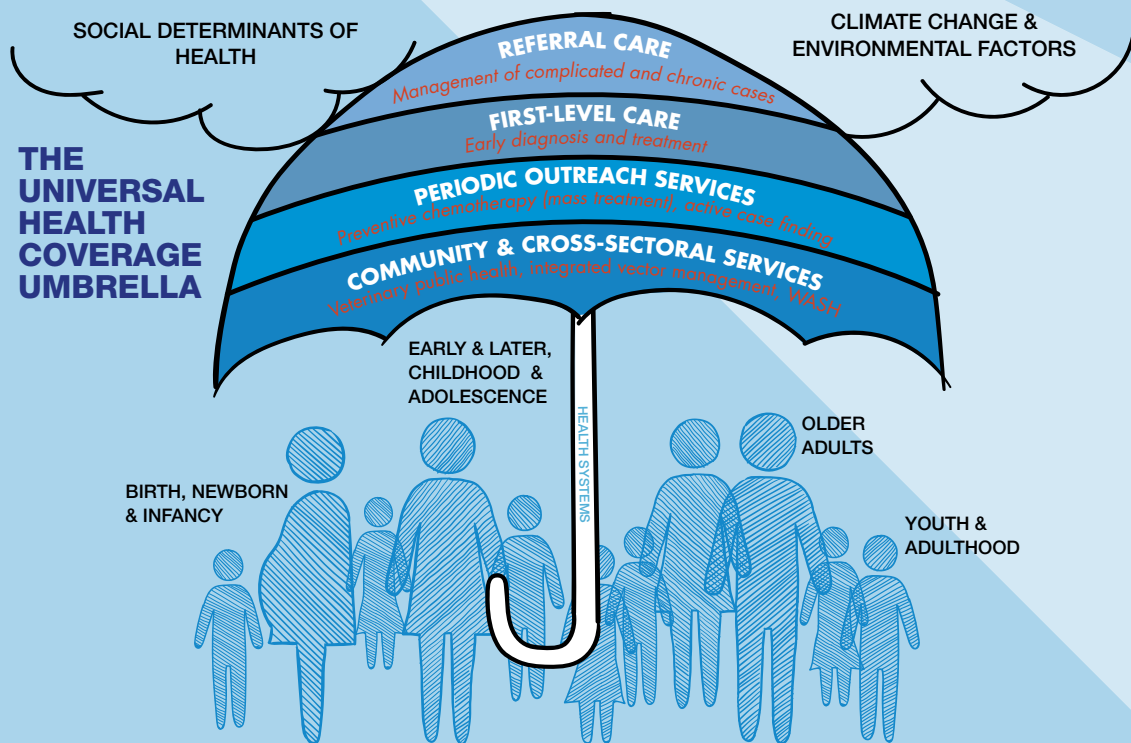 SOCIAL DETERMINANTS OF
HEALTH
CLIMATE CHANGE &
ENVIRONMENTAL FACTORS
THE
UNIVERSAL
HEALTH
COVERAGE
UMBRELLA
REFERRAL CARE
Management of complicated and chronic cases
FIRST-LEVEL CARE
Early diagnosis and treatment
PERIODIC OUTREACH SERVICES
Preventive chemotherapy (mass treatment), active case finding
COMMUNITY & CROSS-SECTORAL SERVICES
Veterinary public health, integrated vector management, WASH
HEALTH SYSTEMS
EARLY & LATER,
CHILDHOOD &
ADOLESCENCE
OLDER
ADULTS
BIRTH, NEWBORN
& INFANCY
YOUTH &
ADULTHOOD